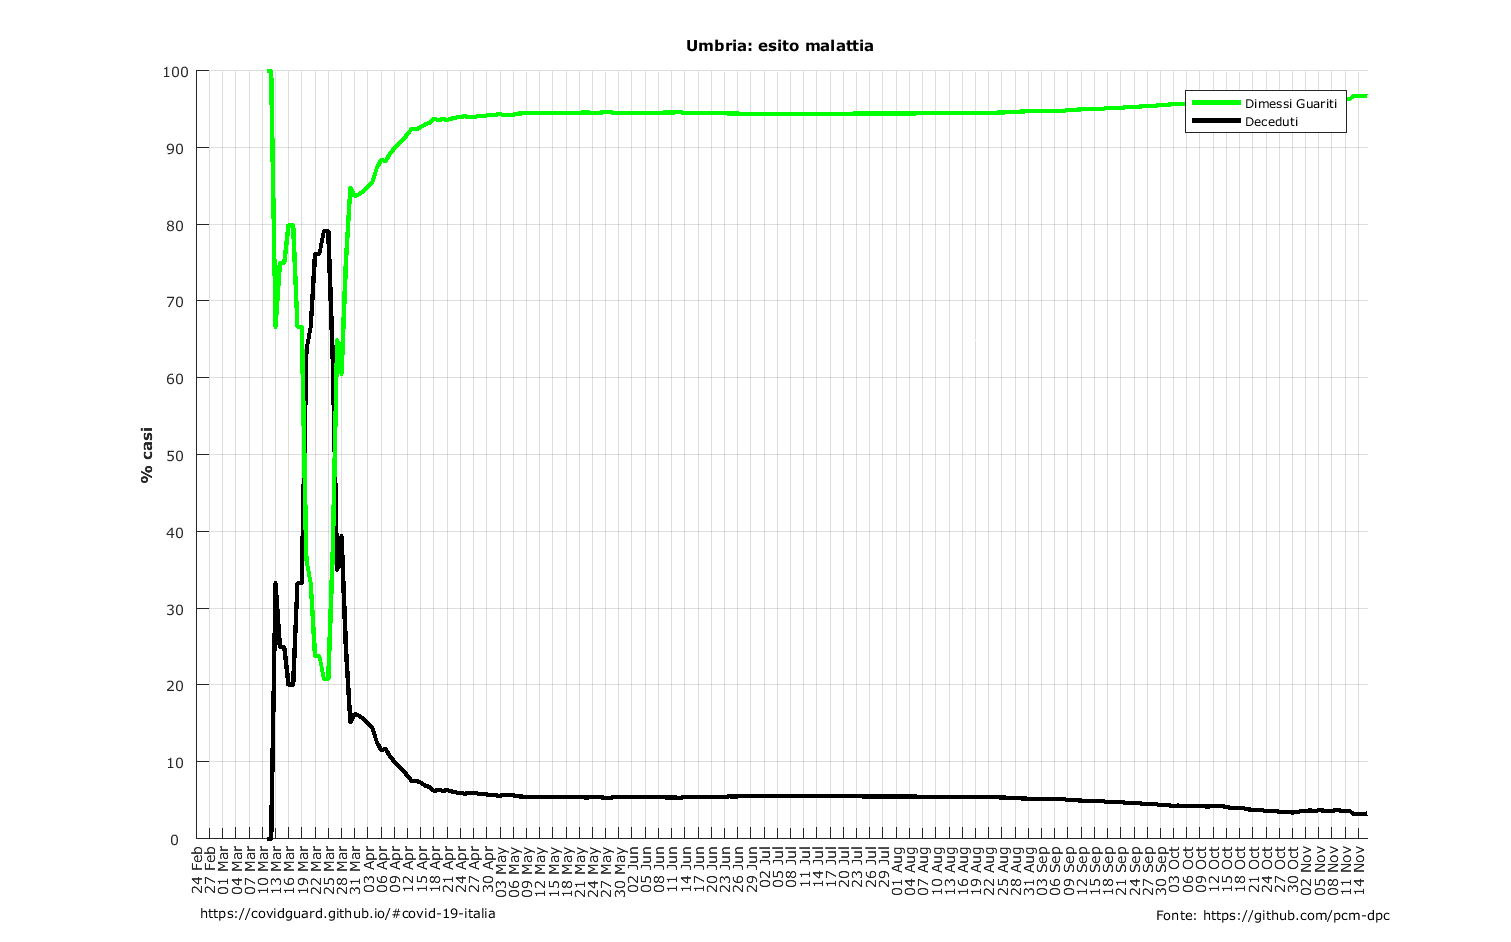 Umbria: esito malattia
% casi
100
90
80
70
60
50
40
30
20
10
0
Dimessi Guariti
Deceduti
24 Feb
27 Feb
01 Mar
04 Mar
07 Mar
10 Mar
13 Mar
16 Mar
19 Mar
22 Mar
25 Mar
28 Mar
31 Mar
03 Apr
06 Apr
09 Apr
12 Apr
15 Apr
18 Apr
21 Apr
24 Apr
27 Apr
30 Apr
03 May
06 May
09 May
12 May
15 May
18 May
21 May
24 May
27 May
30 May
02 Jun
05 Jun
08 Jun
11 Jun
14 Jun
17 Jun
20 Jun
23 Jun
26 Jun
29 Jun
02 Jul
05 Jul
08 Jul
11 Jul
14 Jul
17 Jul
20 Jul
23 Jul
26 Jul
29 Jul
01 Aug
04 Aug
07 Aug
10 Aug
13 Aug
16 Aug
19 Aug
22 Aug
25 Aug
28 Aug
31 Aug
03 Sep
06 Sep
09 Sep
12 Sep
15 Sep
18 Sep
21 Sep
24 Sep
27 Sep
30 Sep
03 Oct
06 Oct
09 Oct
12 Oct
15 Oct
18 Oct
21 Oct
24 Oct
27 Oct
30 Oct
02 Nov
05 Nov
08 Nov
11 Nov
14 Nov
https://covidguard.github.io/#covid-19-italia
Fonte: https://github.com/pcm-dpc